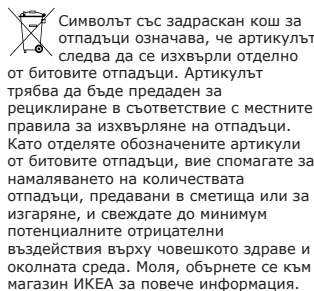 Символът със задраскан кош за
отпадъци означава, че артикулът
следва да се изхвърли отделно
от битовите отпадъци. Артикулът
трябва да бъде предаден за
рециклиране в съответствие с местните
правила за изхвърляне на отпадъци.
Като отделяте обозначените артикули
от битовите отпадъци, вие спомагате за
намаляването на количествата
отпадъци, предавани в сметища или за
изгаряне, и свеждате до минимум
потенциалните отрицателни
въздействия върху човешкото здраве и
околната среда. Моля, обърнете се към
магазин ИКЕА за повече информация.